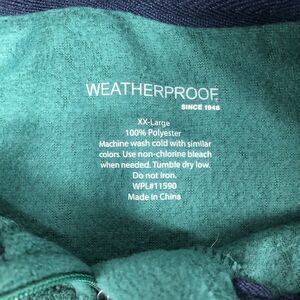 WEATHERPROOF®
SINCE 1948
XX-Large
100% Polyester
Machine wash cold with similar
colors. Use non-chlorine bleach
when needed. Tumble dry low.
Do not Iron.
WPL#11590
Made in China